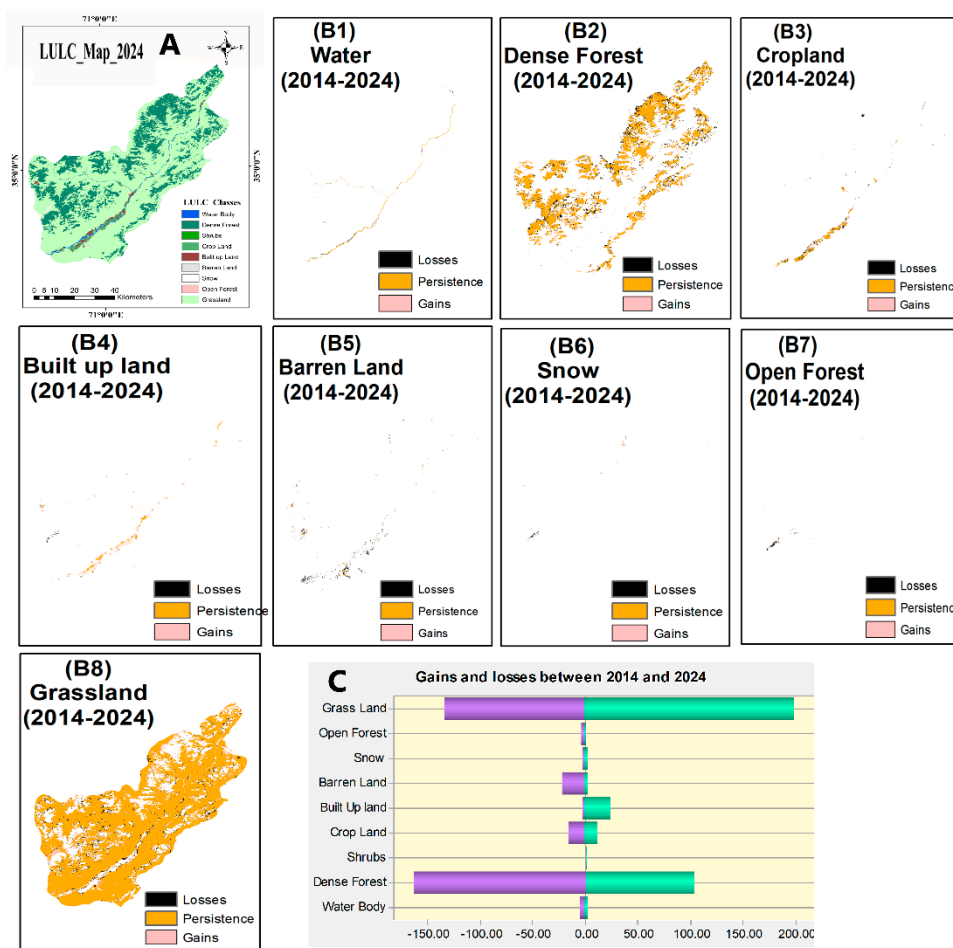 71°0'0"E
LULC_Map_2024
A
N
W
E
S
35°0'0"N
35°0'0"N
LULC Classes
Water Body
Dense Forest
Shrubs
Crop Land
Built up Land
Barren Land
Snow
Open Forest
Grassland
0 5 10 20 30 40
Kilometers
71°0'0"E
(B1)
Water
(2014-2024)
Losses
Persistence
Gains
(B2)
Dense Forest
(2014-2024)
Losses
Persistence
Gains
(B3)
Cropland
(2014-2024)
Losses
Persistence
Gains
(B4)
Built up land
(2014-2024)
Losses
Persistence
Gains
(B5)
Barren Land
(2014-2024)
Losses
Persistence
Gains
(B6)
Snow
(2014-2024)
Losses
Persistence
Gains
(B7)
Open Forest
(2014-2024)
Losses
Persistence
Gains
(B8)
Grassland
(2014-2024)
Losses
Persistence
Gains
C
Gains and losses between 2014 and 2024
Grass Land
Open Forest
Snow
Barren Land
Built Up land
Crop Land
Shrubs
Dense Forest
Water Body
-150.00 -100.00 -50.00 0.00 50.00 100.00 150.00 200.00